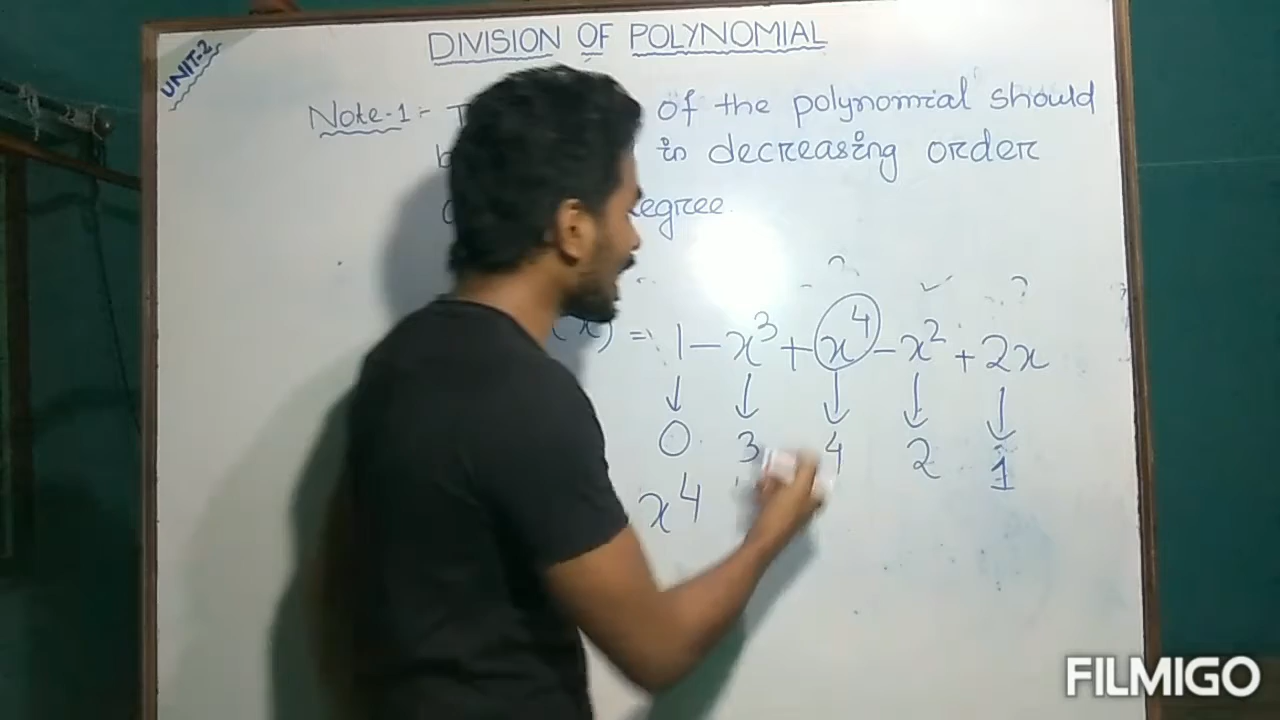 UNIT-2
DIVISION OF POLYNOMIAL
Note-1:- of the polynomial should
in decreasing order
(x) = 1 - x³ + x⁴ - x² + 2x
0 3 4 2 1
x⁴
FILMIGO